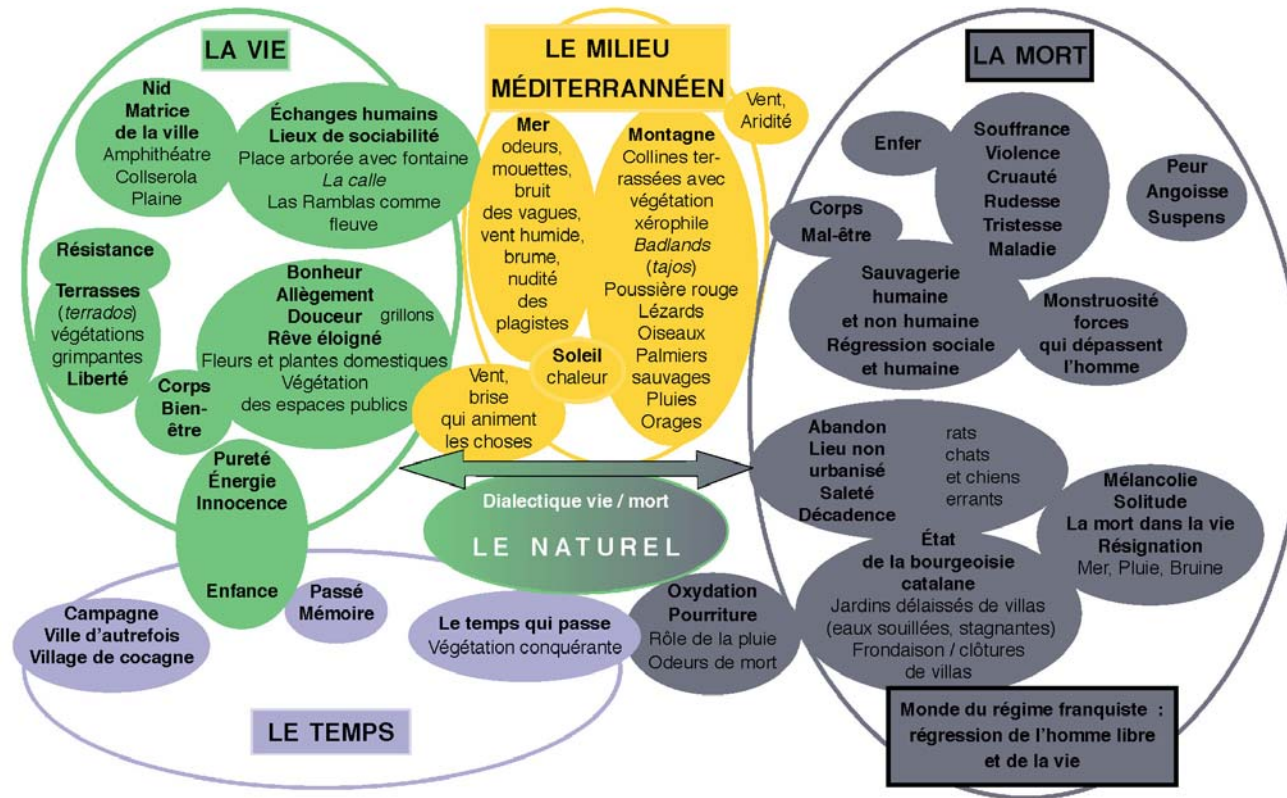 LA VIE
Nid
Matrice
de la ville
Amphithéatre
Collserola
Plaine
Échanges humains
Lieux de sociabilité
Place arborée avec fontaine
La calle
Las Ramblas comme
fleuve
Résistance
Terrasses
(terrados)
végétations
grimpantes
Liberté
Bonheur
Allègement
Douceur
grillons
Rêve éloigné
Fleurs et plantes domestiques
Végétation
des espaces publics
Corps
Bien-
être
Pureté
Énergie
Innocence
Enfance
LE MILIEU
MÉDITERRANNÉEN
Vent,
Aridité
Mer
odeurs,
mouettes,
bruit
des vagues,
vent humide,
brume,
nudité
des
plagistes
Montagne
Collines ter-
rassées avec
végétation
xérophile
Badlands
(tajos)
Poussière rouge
Lézards
Oiseaux
Palmiers
sauvages
Pluies
Orages
Soleil
chaleur
Vent,
brise
qui animent
les choses
Dialectique vie / mort
LE NATUREL
LA MORT
Enfer
Souffrance
Violence
Cruauté
Rudesse
Tristesse
Maladie
Peur
Angoisse
Suspens
Corps
Mal-être
Sauvagerie
humaine
et non humaine
Régression sociale
et humaine
Monstruosité
forces
qui dépassent
l'homme
Abandon
Lieu non
urbanisé
Saleté
Décadence
rats
chats
et chiens
errants
Mélancolie
Solitude
La mort dans la vie
Résignation
Mer, Pluie, Bruine
État
de la bourgeoisie
catalane
Jardins délaissés de villas
(eaux souillées, stagnantes)
Frondaison / clôtures
de villas
Oxydation
Pourriture
Rôle de la pluie
Odeurs de mort
Monde du régime franquiste :
régression de l'homme libre
et de la vie
Campagne
Ville d'autrefois
Village de cocagne
Passé
Mémoire
Le temps qui passe
Végétation conquérante
LE TEMPS